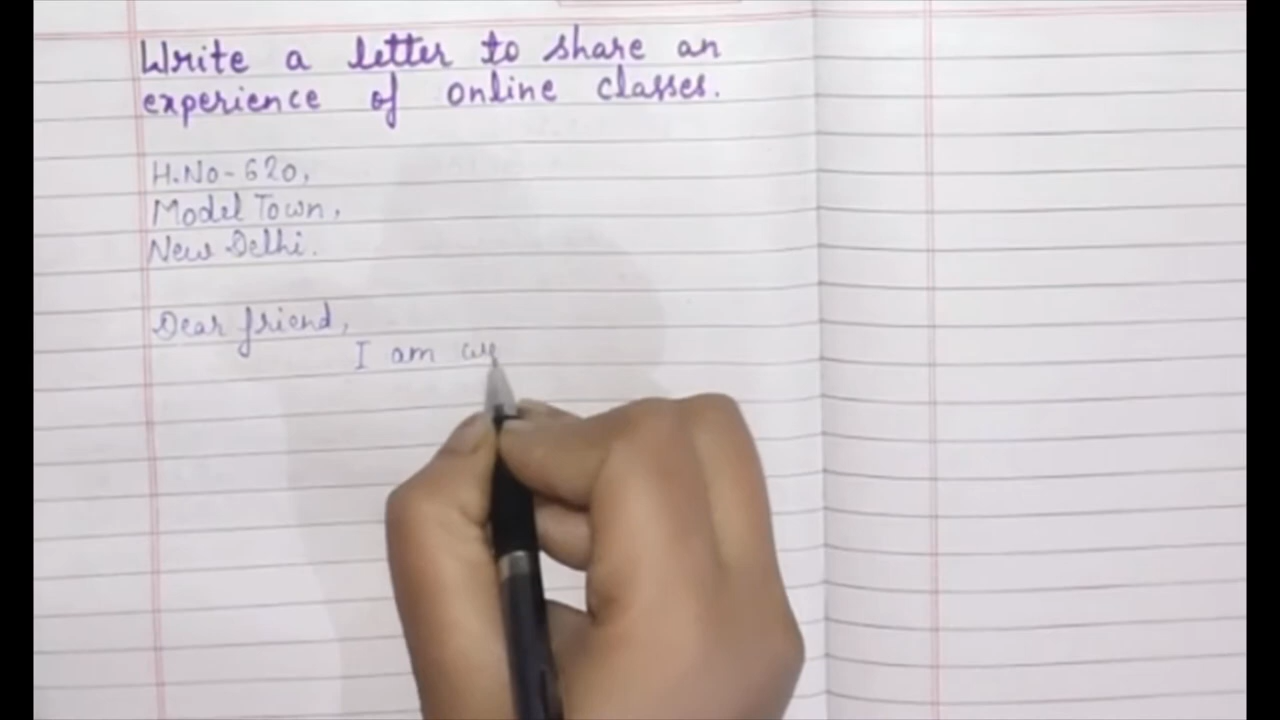 Write a letter to share an
experience of online classes.
H.No-620,
Model Town,
New Delhi.
Dear friend,
I am